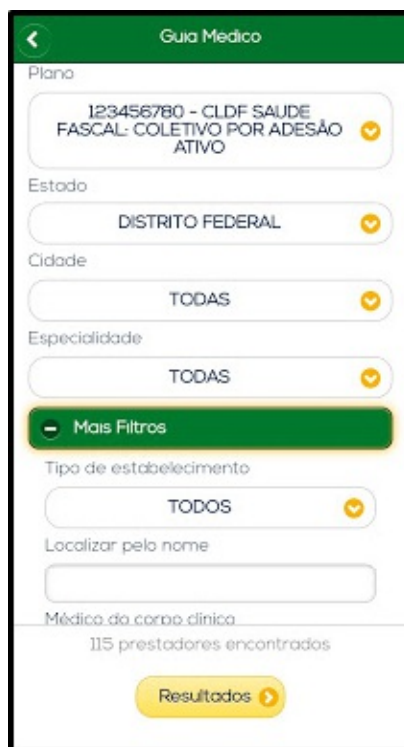 Guia Medico
Plano
123456780 - CLDF SAUDE
FASCAL: COLETIVO POR ADESÃO
ATIVO
Estado
DISTRITO FEDERAL
Cidade
TODAS
Especialidade
TODAS
Mais Filtros
Tipo de estabelecimento
TODOS
Localizar pelo nome
Médico do corpo clínico
115 prestadores encontrados
Resultados